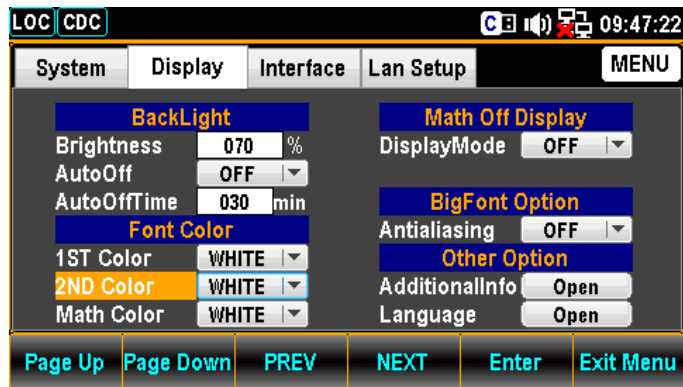 LOC CDC C 09:47:22
System Display Interface Lan Setup MENU
BackLight
Brightness 070 %
AutoOff OFF
AutoOffTime 030 min
Font Color
1ST Color WHITE
2ND Color WHITE
Math Color WHITE
Math Off Display
DisplayMode OFF
BigFont Option
Antialiasing OFF
Other Option
AdditionalInfo Open
Language Open
Page Up Page Down PREV NEXT Enter Exit Menu